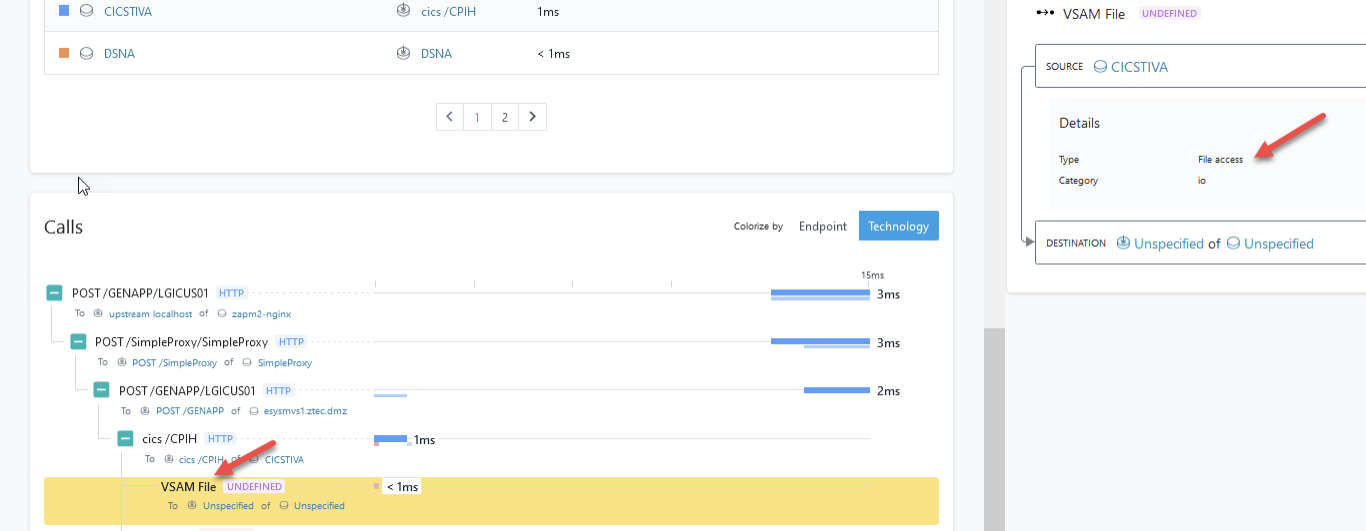 CICSTIVA cics /CPIH 1ms
DSNA DSNA < 1ms
1 2
Calls
Colorize by Endpoint Technology
15ms
POST /GENAPP/LGICUS01 HTTP 3ms
To upstream localhost of zapm2-nginx
POST /SimpleProxy/SimpleProxy HTTP 3ms
To POST /SimpleProxy of SimpleProxy
POST /GENAPP/LGICUS01 HTTP 2ms
To POST /GENAPP of esysmvs1.ztec.dmz
cics /CPIH HTTP 1ms
To cics /CPIH of CICSTIVA
VSAM File UNDEFINED < 1ms
To Unspecified of Unspecified
VSAM File UNDEFINED
SOURCE CICSTIVA
Details
Type File access
Category io
DESTINATION Unspecified of Unspecified